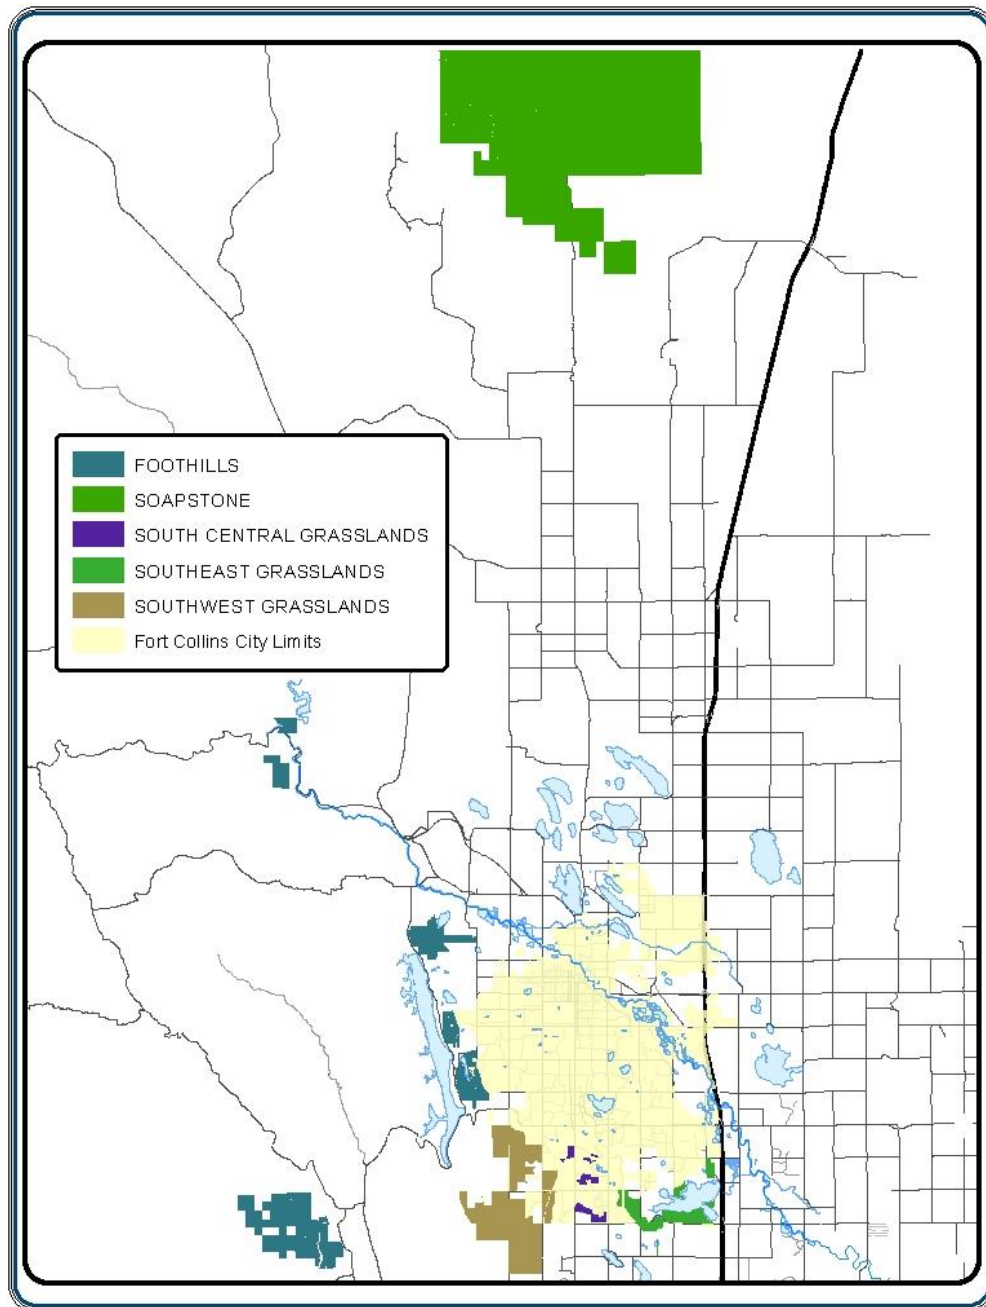 FOOTHILLS
SOAPSTONE
SOUTH CENTRAL GRASSLANDS
SOUTHEAST GRASSLANDS
SOUTHWEST GRASSLANDS
Fort Collins City Limits